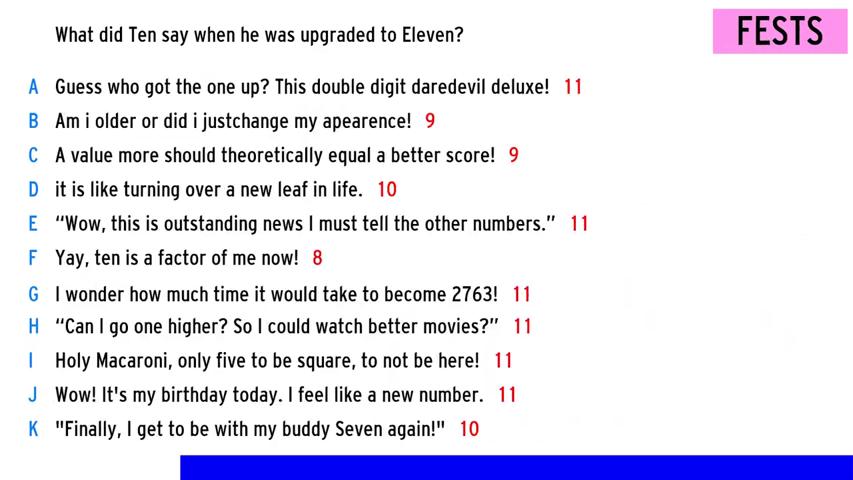 What did Ten say when he was upgraded to Eleven?
FESTS
A Guess who got the one up? This double digit daredevil deluxe! 11
B Am i older or did i justchange my apearence! 9
C A value more should theoretically equal a better score! 9
D it is like turning over a new leaf in life. 10
E “Wow, this is outstanding news I must tell the other numbers.” 11
F Yay, ten is a factor of me now! 8
G I wonder how much time it would take to become 2763! 11
H “Can I go one higher? So I could watch better movies?” 11
I Holy Macaroni, only five to be square, to not be here! 11
J Wow! It's my birthday today. I feel like a new number. 11
K "Finally, I get to be with my buddy Seven again!" 10